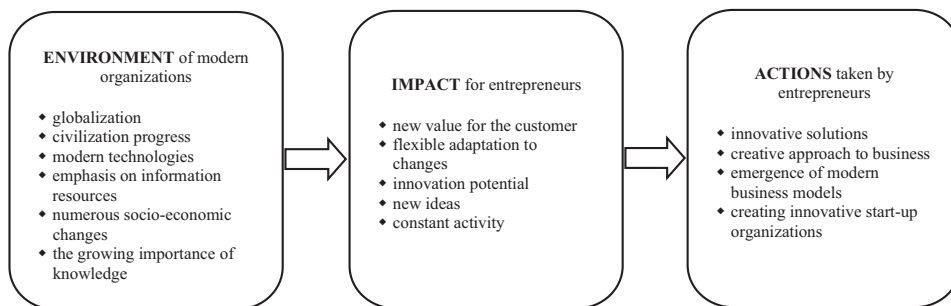 ENVIRONMENT of modern
organizations
◆ globalization
◆ civilization progress
◆ modern technologies
◆ emphasis on information
resources
◆ numerous socio-economic
changes
◆ the growing importance of
knowledge
IMPACT for entrepreneurs
◆ new value for the customer
◆ flexible adaptation to
changes
◆ innovation potential
◆ new ideas
◆ constant activity
ACTIONS taken by
entrepreneurs
◆ innovative solutions
◆ creative approach to business
◆ emergence of modern
business models
◆ creating innovative start-up
organizations